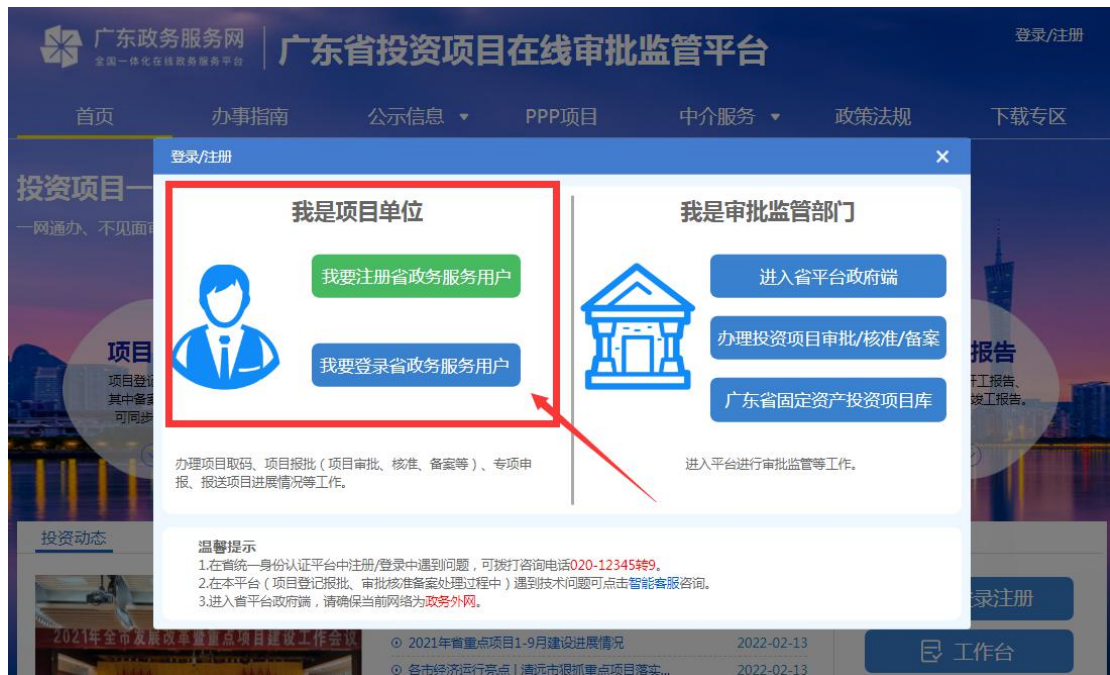 广东政务服务网
全国一体化在线政务服务平台
广东省投资项目在线审批监管平台
登录/注册
首页
办事指南
公示信息
PPP项目
中介服务
政策法规
下载专区
登录/注册
投资项目一
一网通办、不见面
我是项目单位
我要注册省政务服务用户
我要登录省政务服务用户
办理项目取码、项目报批(项目审批、核准、备案等)、专项申
报、报送项目进展情况等工作。
我是审批监管部门
进入省平台政府端
办理投资项目审批/核准/备案
广东省固定资产投资项目库
进入平台进行审批监管等工作。
项目
项目登
其中备
可同步
报告
开工报告、
竣工报告。
温馨提示
1.在省统一身份认证平台中注册/登录中遇到问题,可拨打咨询电话020-12345转9。
2.在本平台(项目登记报批、审批核准备案处理过程中)遇到技术问题可点击智能客服咨询。
3.进入省平台政府端,请确保当前网络为政务外网。
投资动态
2021年全市发展改革暨重点项目建设工作会议
2021年省重点项目1-9月建设进展情况 2022-02-13
各市经济运行亮点|清远市狠抓重点项目落实... 2022-02-13
录注册
工作台